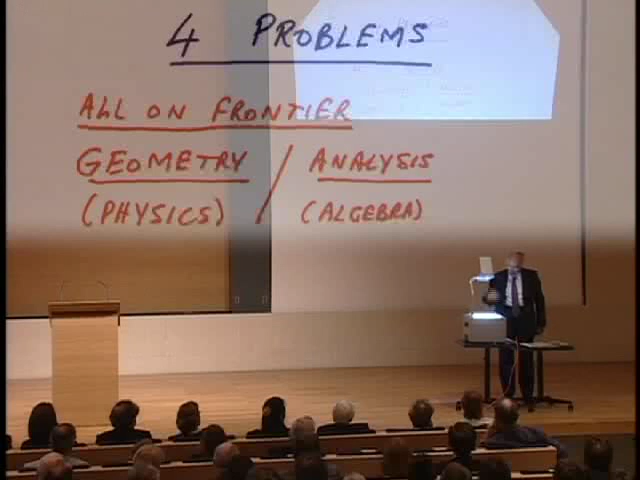 4 PROBLEMS
ALL ON FRONTIER
GEOMETRY / ANALYSIS
(PHYSICS) / (ALGEBRA)